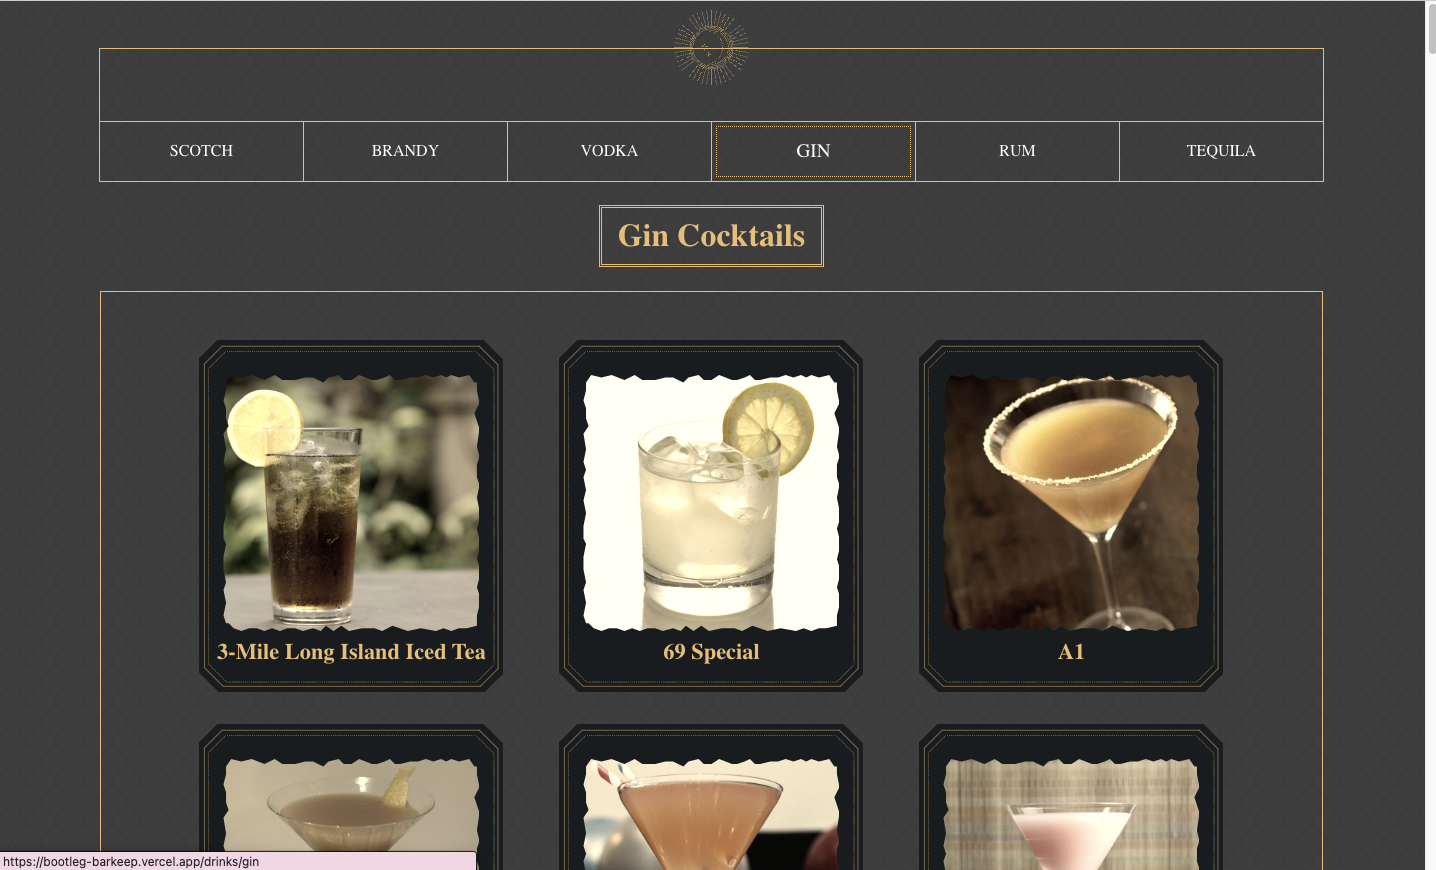 SCOTCH
BRANDY
VODKA
GIN
RUM
TEQUILA
Gin Cocktails
3-Mile Long Island Iced Tea
69 Special
A1
https://bootleg-barkeep.vercel.app/drinks/gin